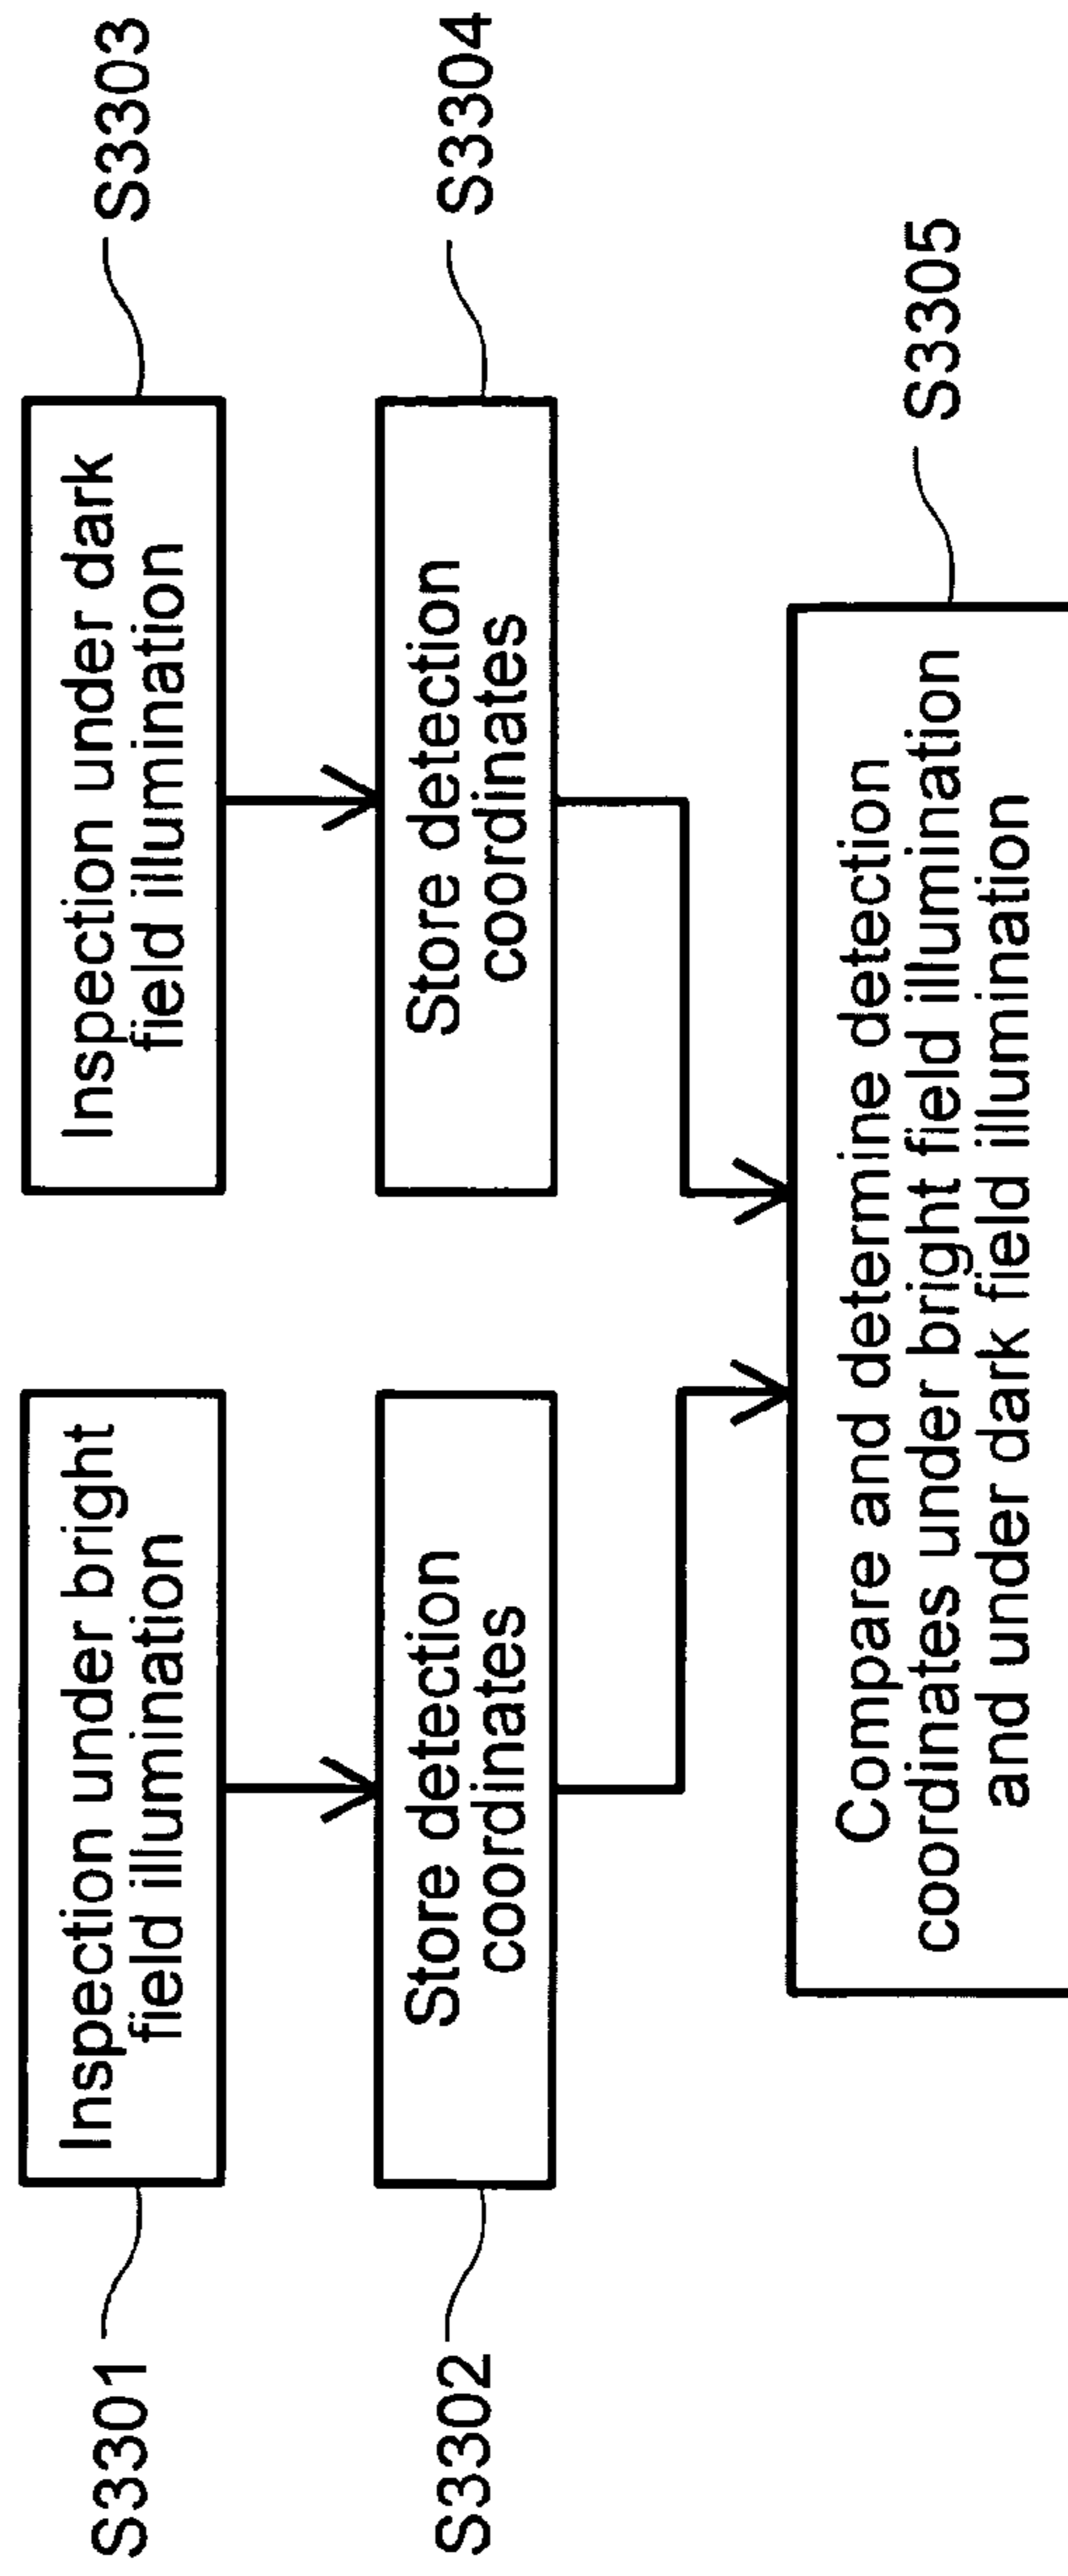 S3301
Inspection under bright
field illumination
Inspection under dark
field illumination
S3303
S3302
Store detection
coordinates
Store detection
coordinates
S3304
Compare and determine detection
coordinates under bright field illumination
and under dark field illumination
S3305